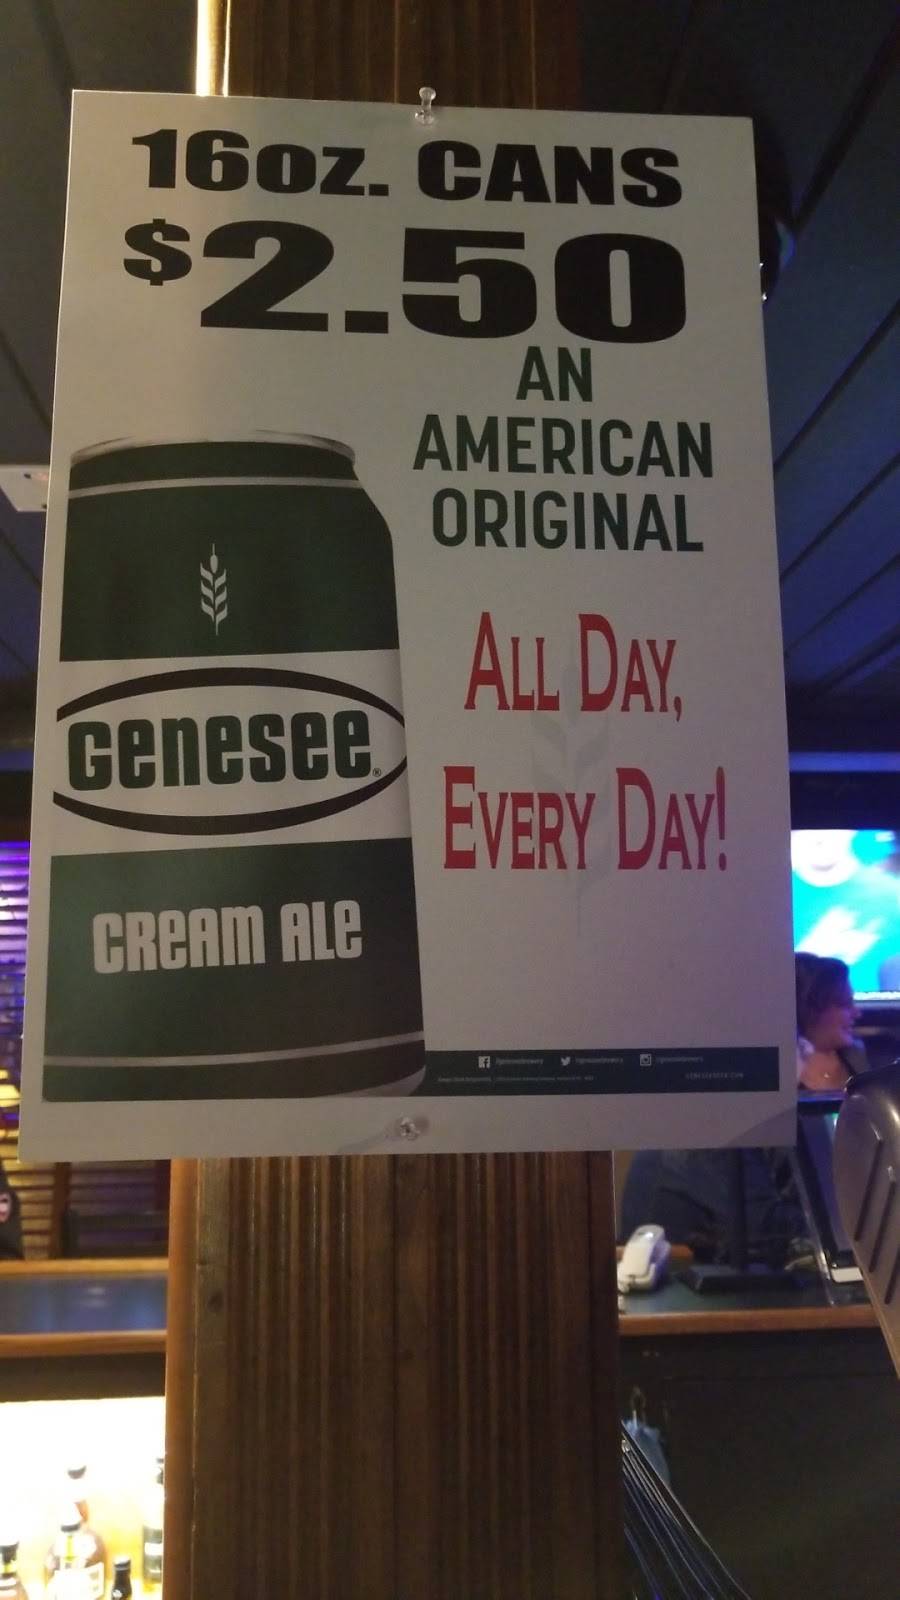 16oz. CANS
$2.50
AN
AMERICAN
ORIGINAL
Genesee®
CReAM ALe
All Day,
Every Day!